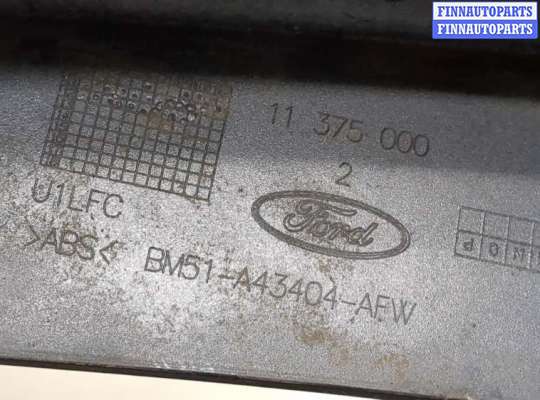 FINNAUTOPARTS
FINNAUTOPARTS
11 375 000
2
U1LFC
Ford
>ABS< BM51-A43404-AFW
P O N